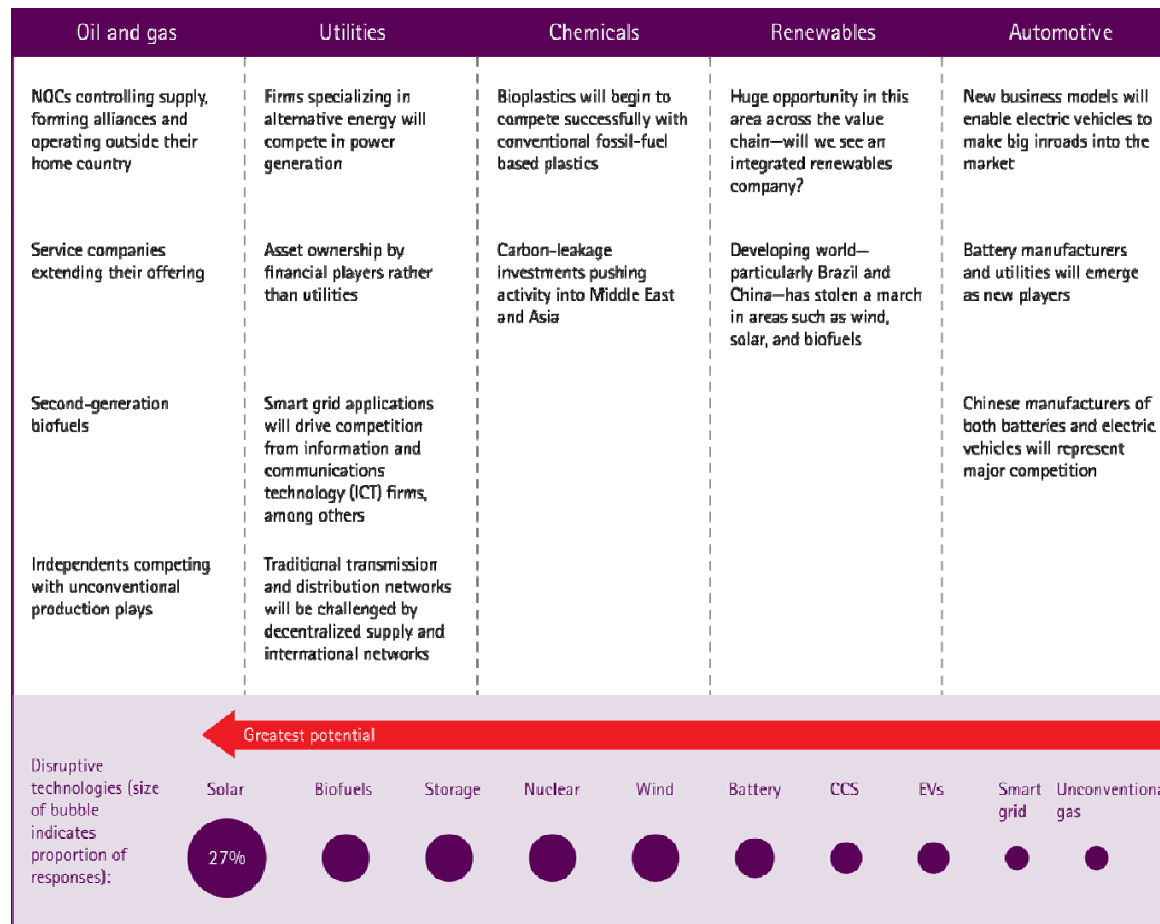 Oil and gas
Utilities
Chemicals
Renewables
Automotive
NOCs controlling supply,
forming alliances and
operating outside their
home country
Firms specializing in
alternative energy will
compete in power
generation
Bioplastics will begin to
compete successfully with
conventional fossil-fuel
based plastics
Huge opportunity in this
area across the value
chain—will we see an
integrated renewables
company?
New business models will
enable electric vehicles to
make big inroads into the
market
Service companies
extending their offering
Asset ownership by
financial players rather
than utilities
Carbon-leakage
investments pushing
activity into Middle East
and Asia
Developing world—
particularly Brazil and
China—has stolen a march
in areas such as wind,
solar, and biofuels
Battery manufacturers
and utilities will emerge
as new players
Second-generation
biofuels
Smart grid applications
will drive competition
from information and
communications
technology (ICT) firms,
among others
Chinese manufacturers of
both batteries and electric
vehicles will represent
major competition
Independents competing
with unconventional
production plays
Traditional transmission
and distribution networks
will be challenged by
decentralized supply and
international networks
Greatest potential
Disruptive
technologies (size
of bubble
indicates
proportion of
responses):
Solar
Biofuels
Storage
Nuclear
Wind
Battery
CCS
EVs
Smart
grid
Unconventiona
gas
27%